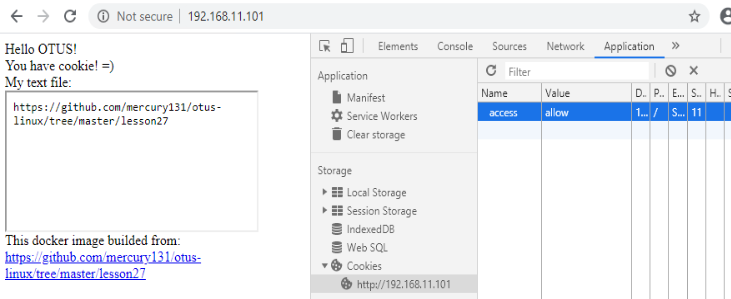 Not secure | 192.168.11.101
Hello OTUS!
You have cookie! =)
My text file:
https://github.com/mercury131/otus-
linux/tree/master/lesson27
This docker image builded from:
https://github.com/mercury131/otus-
linux/tree/master/lesson27
Elements Console Sources Network Application »
Application
Manifest
Service Workers
Clear storage
Storage
Local Storage
Session Storage
IndexedDB
Web SQL
Cookies
http://192.168.11.101
Filter
Name Value D.. P.. E... S... H.. S
access allow 1... / S... 11